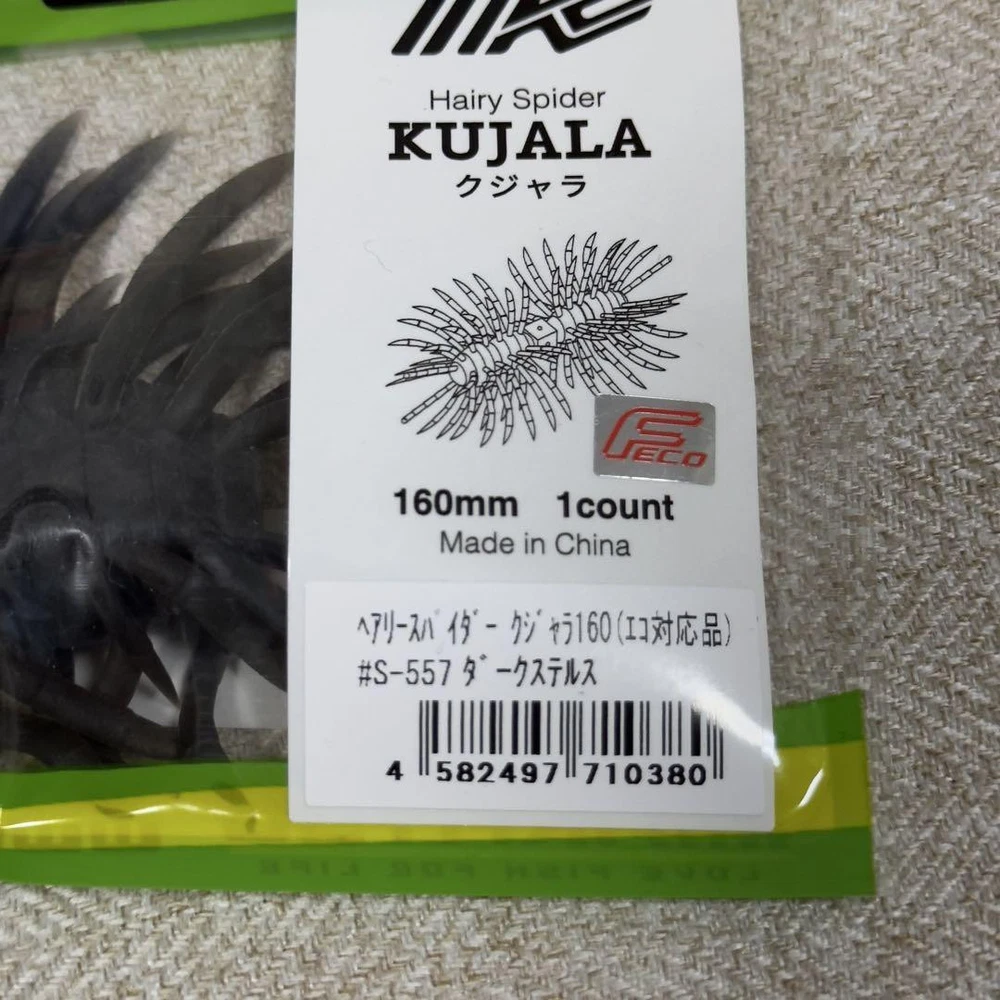 Hairy Spider
KUJALA
クジャラ
FECO
160mm 1count
Made in China
ﾍｱﾘｰｽﾊﾟｲﾀﾞｰ ｸｼﾞｬﾗ160(ｴｺ対応品)
#S-557 ﾀﾞｰｸｽﾃﾙｽ
4 582497 710380